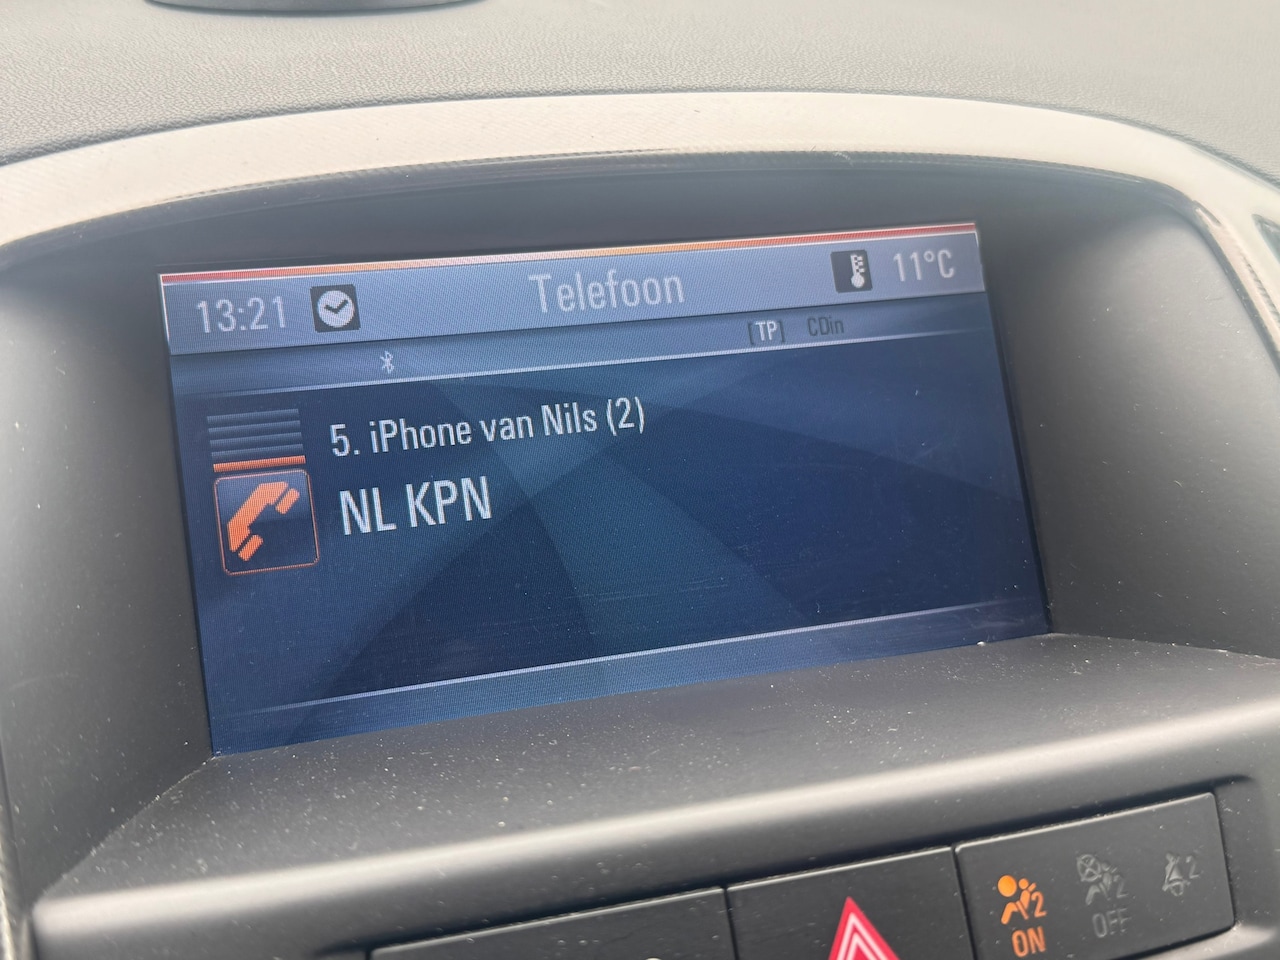 13:21 Telefoon 11°C
[TP] CDin
5. iPhone van Nils (2)
NL KPN
2 ON
2 OFF
2